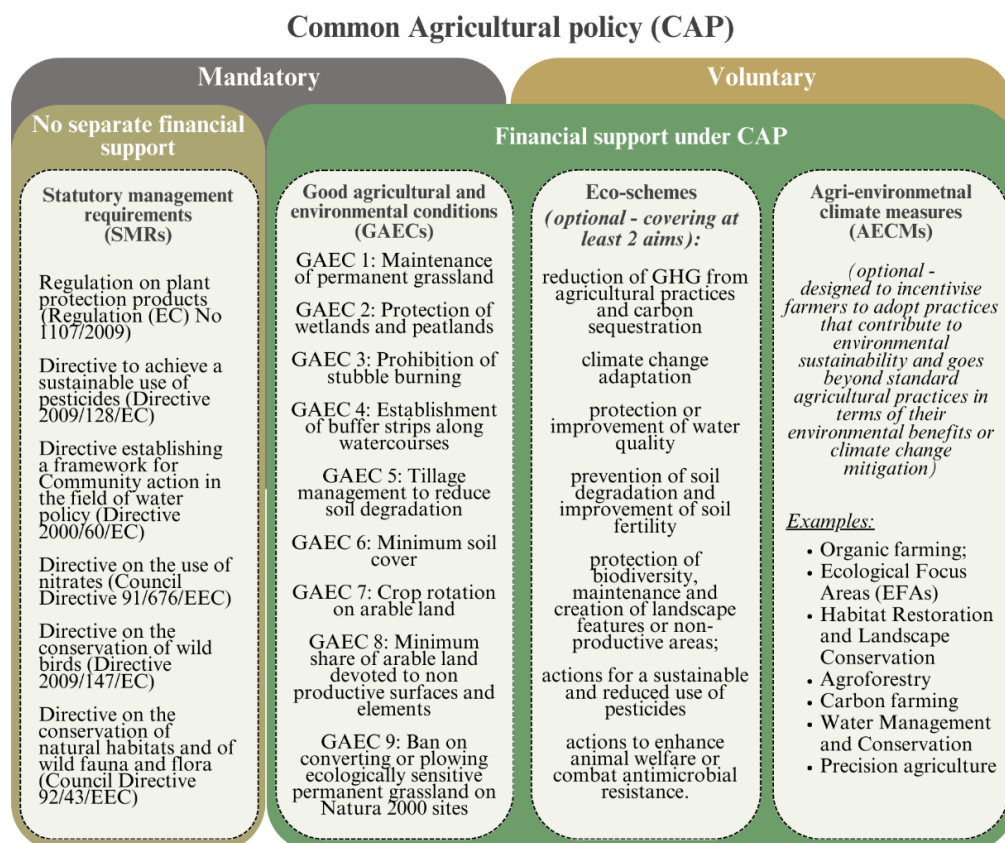 Common Agricultural policy (CAP)
Mandatory
Voluntary
No separate financial
support
Financial support under CAP
Statutory management
requirements
(SMRs)
Regulation on plant
protection products
(Regulation (EC) No
1107/2009)
Directive to achieve a
sustainable use of
pesticides (Directive
2009/128/EC)
Directive establishing
a framework for
Community action in
the field of water
policy (Directive
2000/60/EC)
Directive on the use of
nitrates (Council
Directive 91/676/EEC)
Directive on the
conservation of wild
birds (Directive
2009/147/EC)
Directive on the
conservation of
natural habitats and of
wild fauna and flora
(Council Directive
92/43/EEC)
Good agricultural and
environmental conditions
(GAECs)
GAEC 1: Maintenance
of permanent grassland
GAEC 2: Protection of
wetlands and peatlands
GAEC 3: Prohibition of
stubble burning
GAEC 4: Establishment
of buffer strips along
watercourses
GAEC 5: Tillage
management to reduce
soil degradation
GAEC 6: Minimum soil
cover
GAEC 7: Crop rotation
on arable land
GAEC 8: Minimum
share of arable land
devoted to non
productive surfaces and
elements
GAEC 9: Ban on
converting or plowing
ecologically sensitive
permanent grassland on
Natura 2000 sites
Eco-schemes
(optional - covering at
least 2 aims):
reduction of GHG from
agricultural practices
and carbon
sequestration
climate change
adaptation
protection or
improvement of water
quality
prevention of soil
degradation and
improvement of soil
fertility
protection of
biodiversity,
maintenance and
creation of landscape
features or non-
productive areas;
actions for a sustainable
and reduced use of
pesticides
actions to enhance
animal welfare or
combat antimicrobial
resistance.
Agri-environmetnal
climate measures
(AECMs)
(optional -
designed to incentivise
farmers to adopt practices
that contribute to
environmental
sustainability and goes
beyond standard
agricultural practices in
terms of their
environmental benefits or
climate change
mitigation)
Examples:
• Organic farming;
• Ecological Focus
Areas (EFAs)
• Habitat Restoration
and Landscape
Conservation
• Agroforestry
• Carbon farming
• Water Management
and Conservation
• Precision agriculture